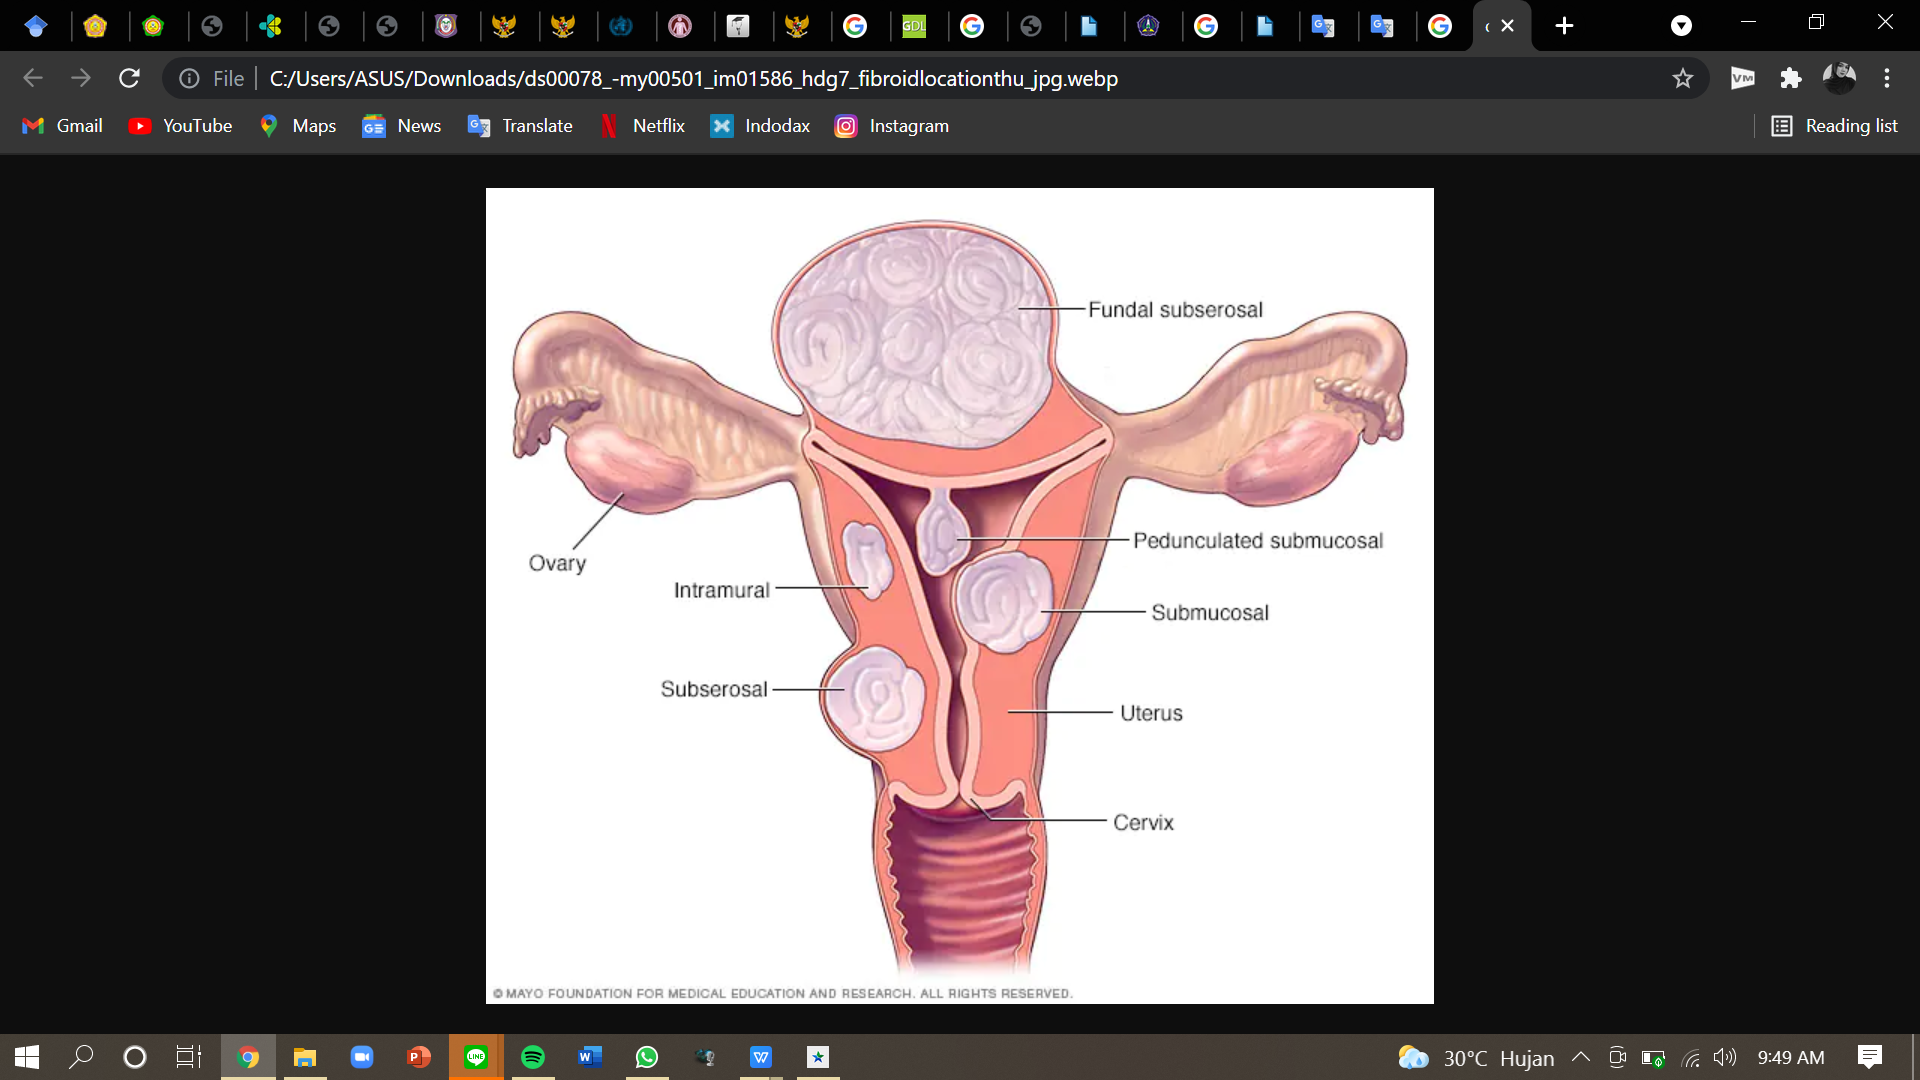 File C:/Users/ASUS/Downloads/ds00078_-my00501_im01586_hdg7_fibroidlocationthu_jpg.webp
VM
Gmail YouTube Maps News Translate Netflix Indodax Instagram Reading list
Fundal subserosal
Ovary
Pedunculated submucosal
Intramural
Submucosal
Subserosal
Uterus
Cervix
© MAYO FOUNDATION FOR MEDICAL EDUCATION AND RESEARCH. ALL RIGHTS RESERVED.
30°C Hujan 9:49 AM